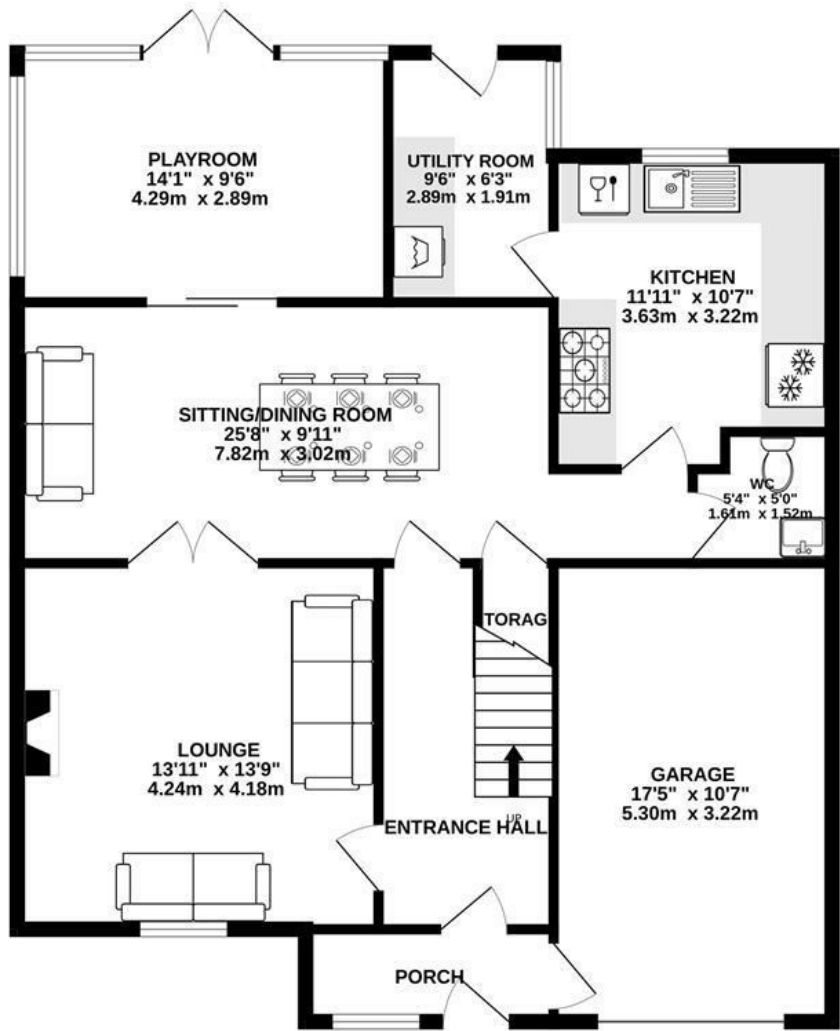 PLAYROOM
14'1" x 9'6"
4.29m x 2.89m
UTILITY ROOM
9'6" x 6'3"
2.89m x 1.91m
KITCHEN
11'11" x 10'7"
3.63m x 3.22m
SITTING/DINING ROOM
25'8" x 9'11"
7.82m x 3.02m
WC
5'4" x 5'0"
1.61m x 1.52m
TORAG
LOUNGE
13'11" x 13'9"
4.24m x 4.18m
GARAGE
17'5" x 10'7"
5.30m x 3.22m
UP
ENTRANCE HALL
PORCH